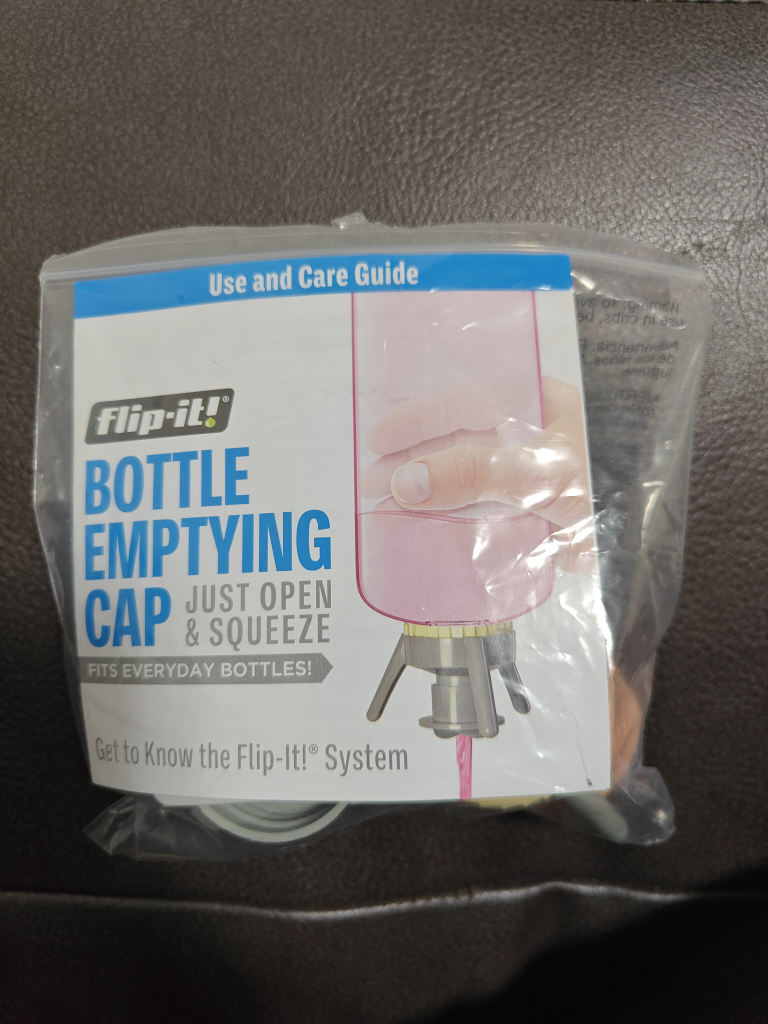 Use and Care Guide
flip-it!®
BOTTLE
EMPTYING
CAP JUST OPEN
& SQUEEZE
FITS EVERYDAY BOTTLES!
Get to Know the Flip-It!® System